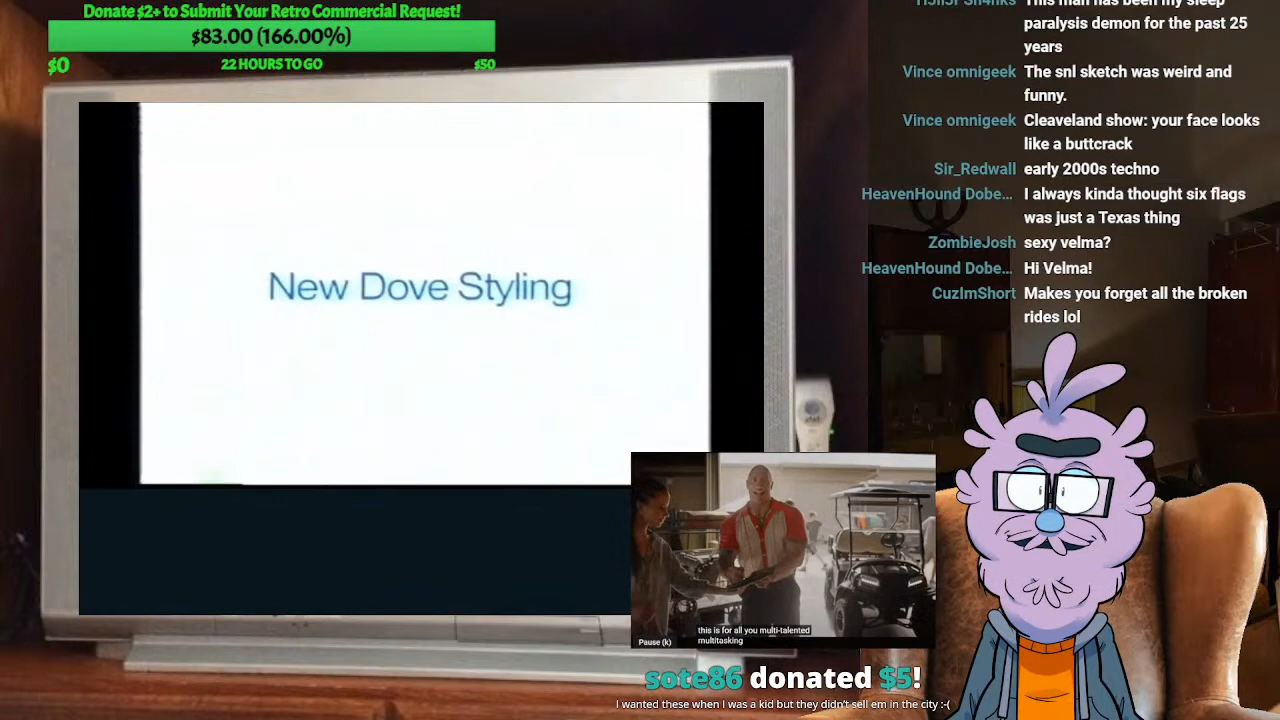 Donate $2+ to Submit Your Retro Commercial Request!
$83.00 (166.00%)
$0
22 HOURS TO GO
$50
New Dove Styling
This man has been my sleep
paralysis demon for the past 25
years
Vince omnigeek The snl sketch was weird and
funny.
Vince omnigeek Cleaveland show: your face looks
like a buttcrack
Sir_Redwall early 2000s techno
HeavenHound Dobe… I always kinda thought six flags
was just a Texas thing
ZombieJosh sexy velma?
HeavenHound Dobe… Hi Velma!
CuzImShort Makes you forget all the broken
rides lol
this is for all you multi-talented
multitasking
Pause (k)
sote86 donated $5!
I wanted these when I was a kid but they didn't sell em in the city :-(